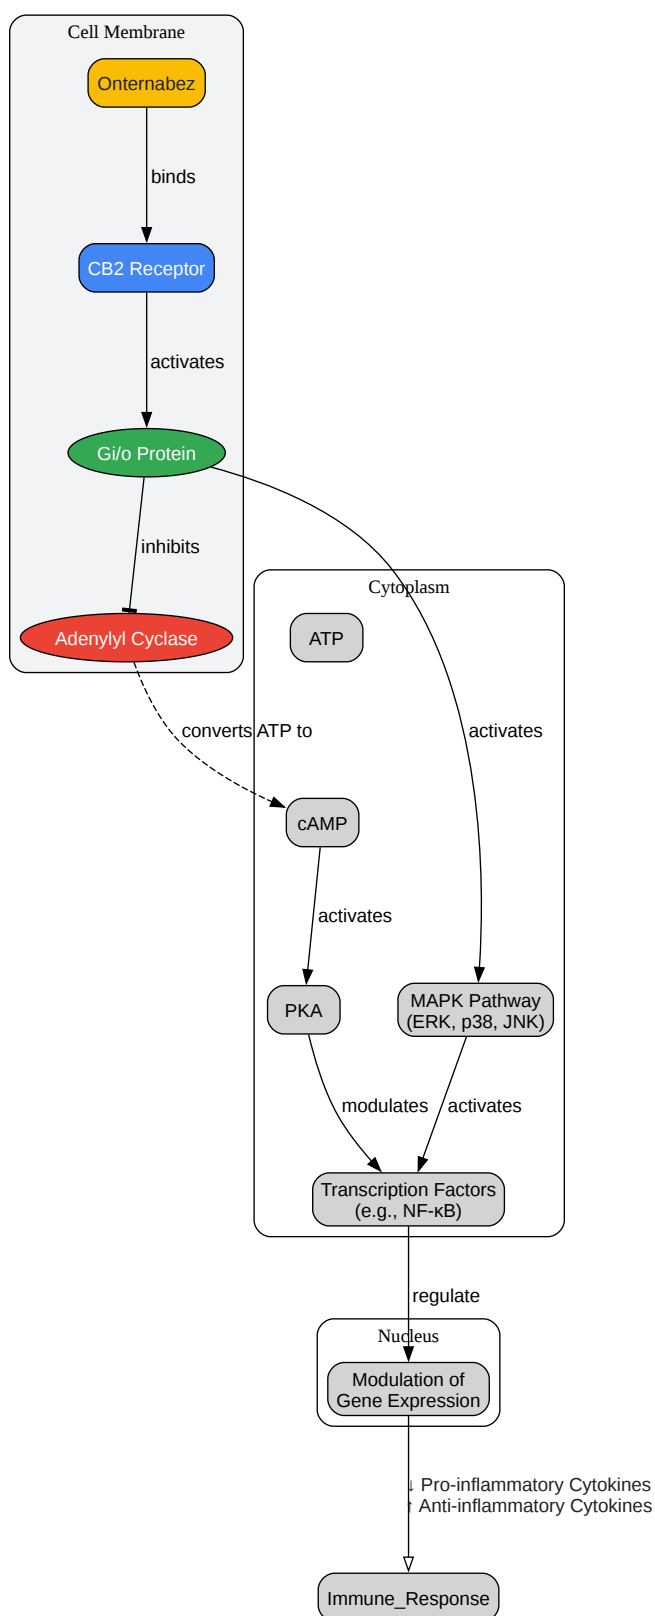 Cell Membrane
Onternabez
binds
CB2 Receptor
activates
Gi/o Protein
inhibits
Adenylyl Cyclase
Cytoplasm
ATP
converts ATP to
activates
cAMP
activates
PKA
MAPK Pathway
(ERK, p38, JNK)
modulates
activates
Transcription Factors
(e.g., NF-κB)
regulate
Nucleus
Modulation of
Gene Expression
↓ Pro-inflammatory Cytokines
↑ Anti-inflammatory Cytokines
Immune_Response